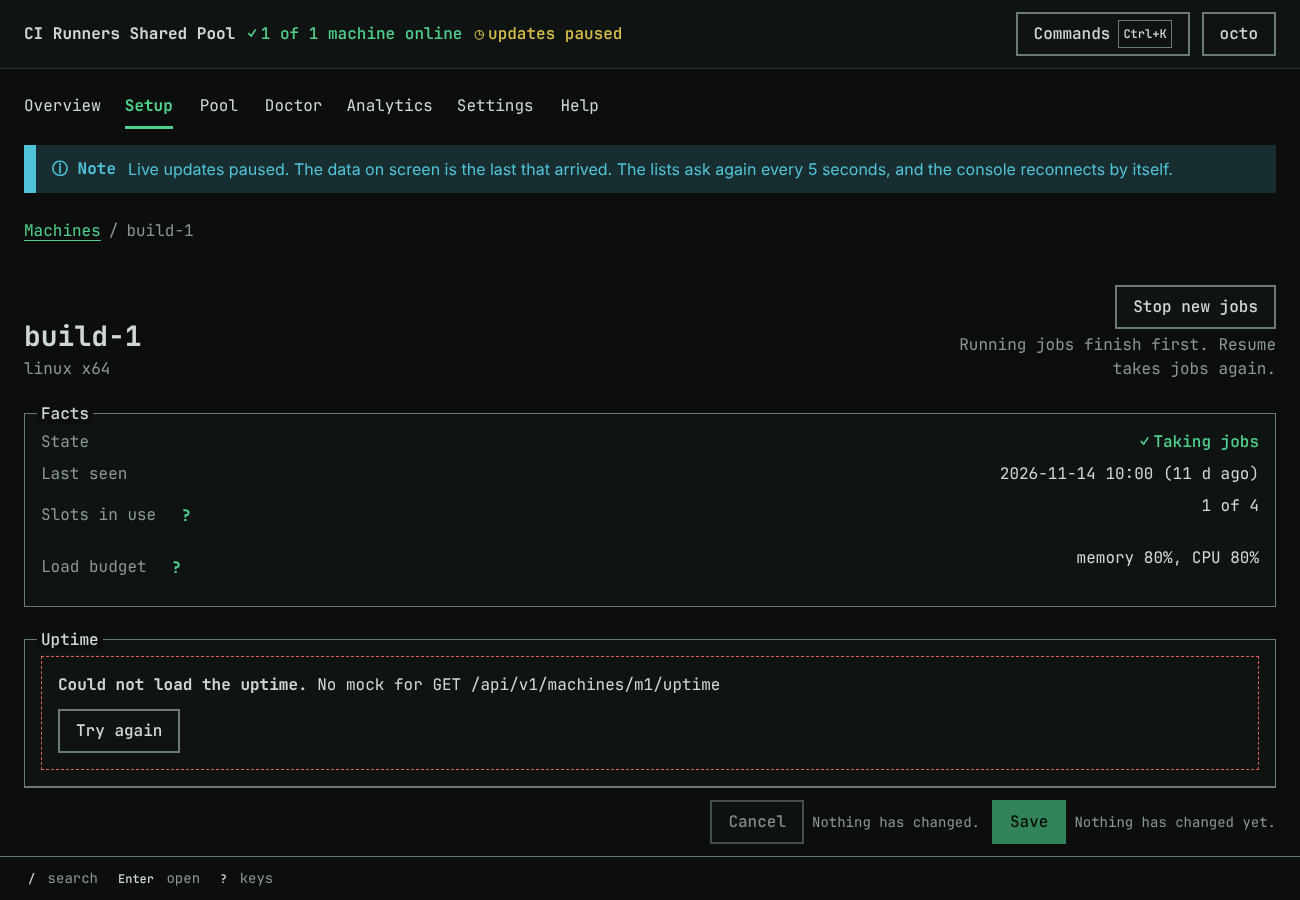 CI Runners Shared Pool ✓1 of 1 machine online ◷updates paused Commands Ctrl+K octo
Overview Setup Pool Doctor Analytics Settings Help
ⓘ Note Live updates paused. The data on screen is the last that arrived. The lists ask again every 5 seconds, and the console reconnects by itself.
Machines / build-1
Stop new jobs
build-1
Running jobs finish first. Resume
linux x64
takes jobs again.
Facts
State ✓Taking jobs
Last seen 2026-11-14 10:00 (11 d ago)
Slots in use ? 1 of 4
Load budget ? memory 80%, CPU 80%
Uptime
Could not load the uptime. No mock for GET /api/v1/machines/m1/uptime
Try again
Cancel Nothing has changed. Save Nothing has changed yet.
/ search Enter open ? keys